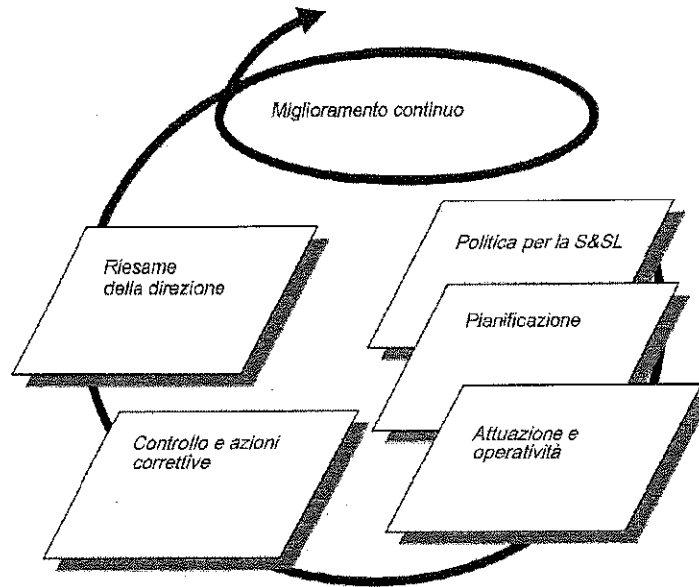 Miglioramento continuo
Politica per la S&SL
Pianificazione
Attuazione e
operatività
Controllo e azioni
correttive
Riesame
della direzione